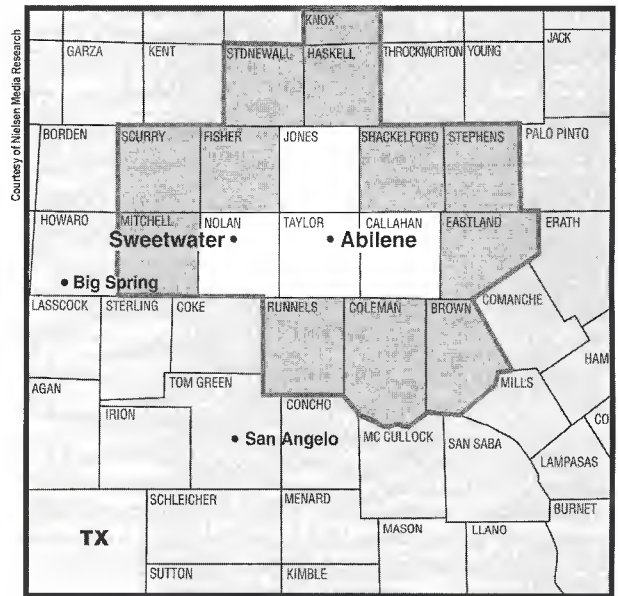 Courtesy of Nielsen Media Research
KNOX
GARZA KENT STONEWALL HASKELL THROCKMORTON YOUNG JACK
BORDEN SCURRY FISHER JONES SHACKELFORD STEPHENS PALO PINTO
HOWARD MITCHELL NOLAN TAYLOR CALLAHAN EASTLAND ERATH
Sweetwater • • Abilene
• Big Spring
LASSCOCK STERLING COKE RUNNELS COLEMAN BROWN COMANCHE
HAM
AGAN TOM GREEN MILLS
IRION CONCHO CO
• San Angelo MC CULLOCK SAN SABA
LAMPASAS
SCHLEICHER MENARD BURNET
TX MASON LLANO
SUTTON KIMBLE